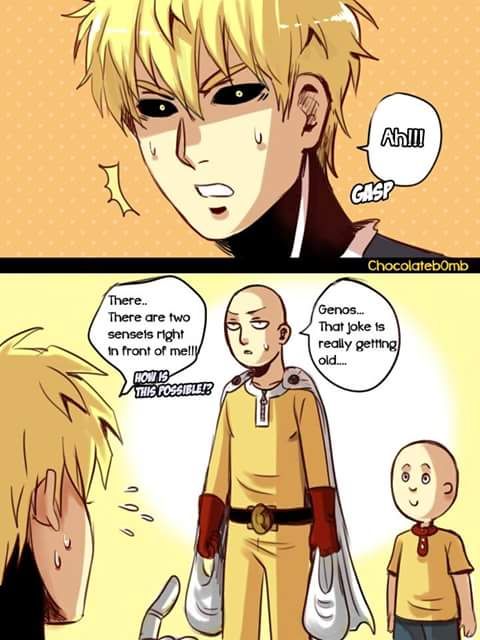 Ah!!!
GASP
Chocolateb0mb
There..
There are two
senseis right
in front of me!!!
HOW IS
THIS POSSIBLE!?
Genos...
That joke is
really getting
old....